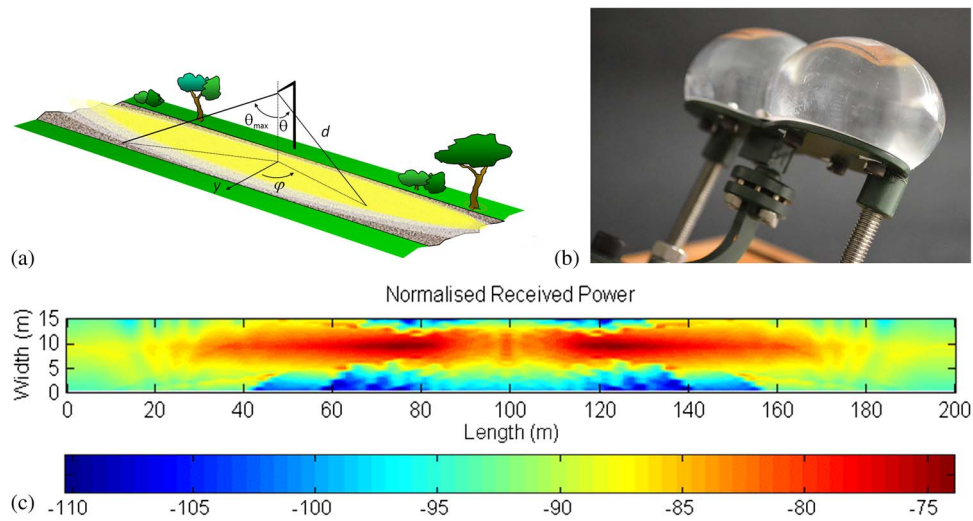 θmax
θ
d
y
φ
(a)
(b)
Normalised Received Power
Width (m)
15
10
5
0
0 20 40 60 80 100 120 140 160 180 200
Length (m)
(c)
-110 -105 -100 -95 -90 -85 -80 -75